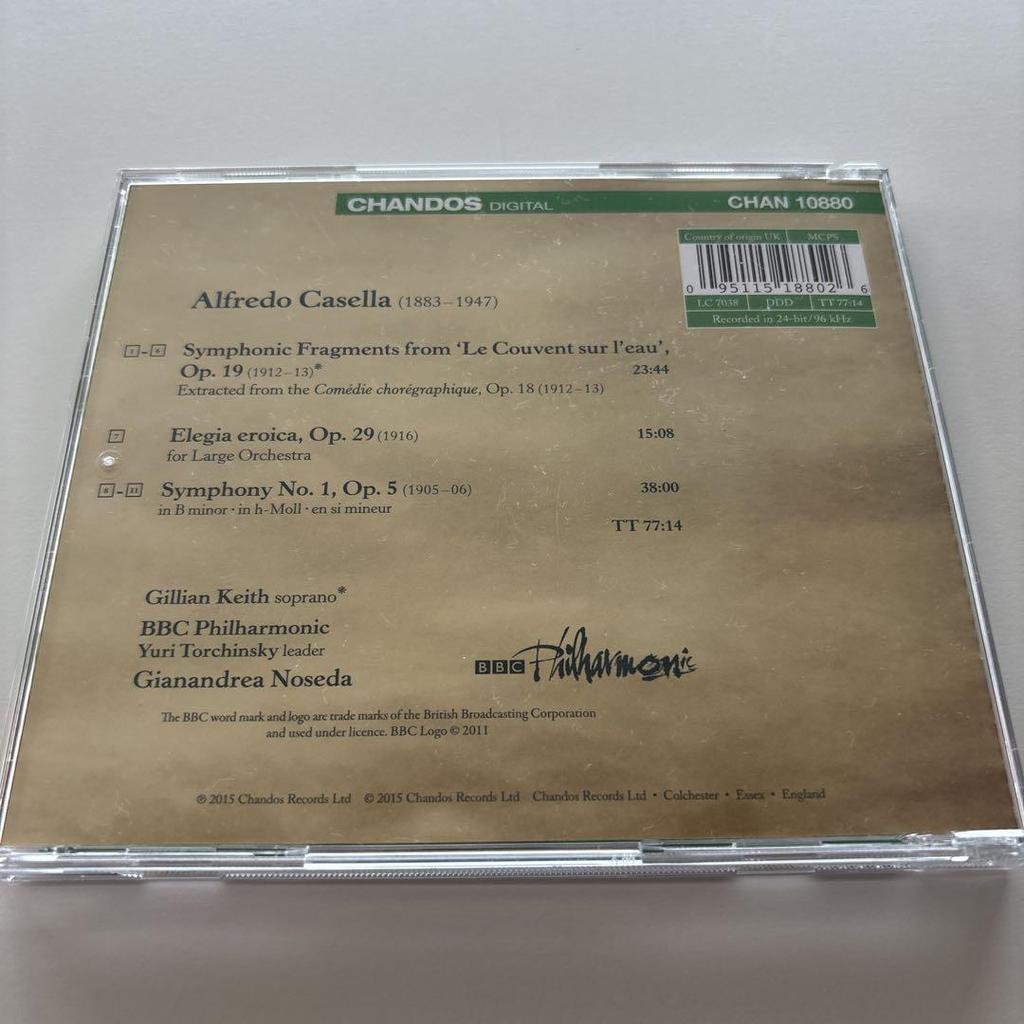 CHANDOS DIGITAL CHAN 10880
Country of origin UK MCPS
0 95115 18802 6
LC 7038 DDD TT 77:14
Recorded in 24-bit/96 kHz
Alfredo Casella (1883–1947)
1-6 Symphonic Fragments from ‘Le Couvent sur l’eau’,
Op. 19 (1912–13)* 23:44
Extracted from the Comédie chorégraphique, Op. 18 (1912–13)
7 Elegia eroica, Op. 29 (1916) 15:08
for Large Orchestra
8-11 Symphony No. 1, Op. 5 (1905–06) 38:00
in B minor · in h-Moll · en si mineur
TT 77:14
Gillian Keith soprano*
BBC Philharmonic
Yuri Torchinsky leader
Gianandrea Noseda
BBC Philharmonic
The BBC word mark and logo are trade marks of the British Broadcasting Corporation
and used under licence. BBC Logo © 2011
℗ 2015 Chandos Records Ltd © 2015 Chandos Records Ltd Chandos Records Ltd • Colchester • Essex • England